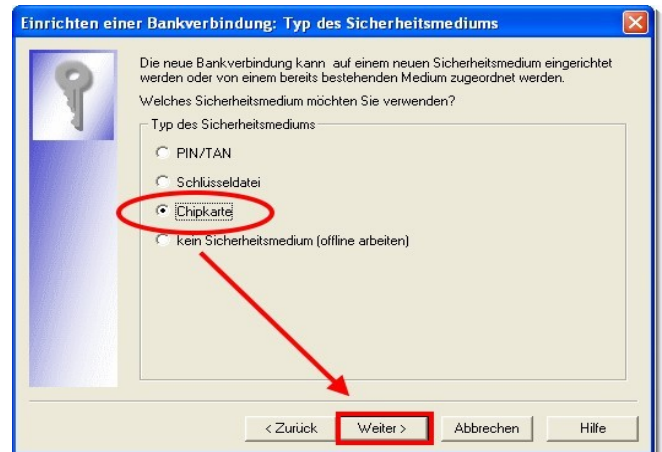 Einrichten einer Bankverbindung: Typ des Sicherheitsmediums
Die neue Bankverbindung kann auf einem neuen Sicherheitsmedium eingerichtet
werden oder von einem bereits bestehenden Medium zugeordnet werden.
Welches Sicherheitsmedium möchten Sie verwenden?
Typ des Sicherheitsmediums
PIN/TAN
Schlüsseldatei
Chipkarte
kein Sicherheitsmedium (offline arbeiten)
< Zurück Weiter > Abbrechen Hilfe